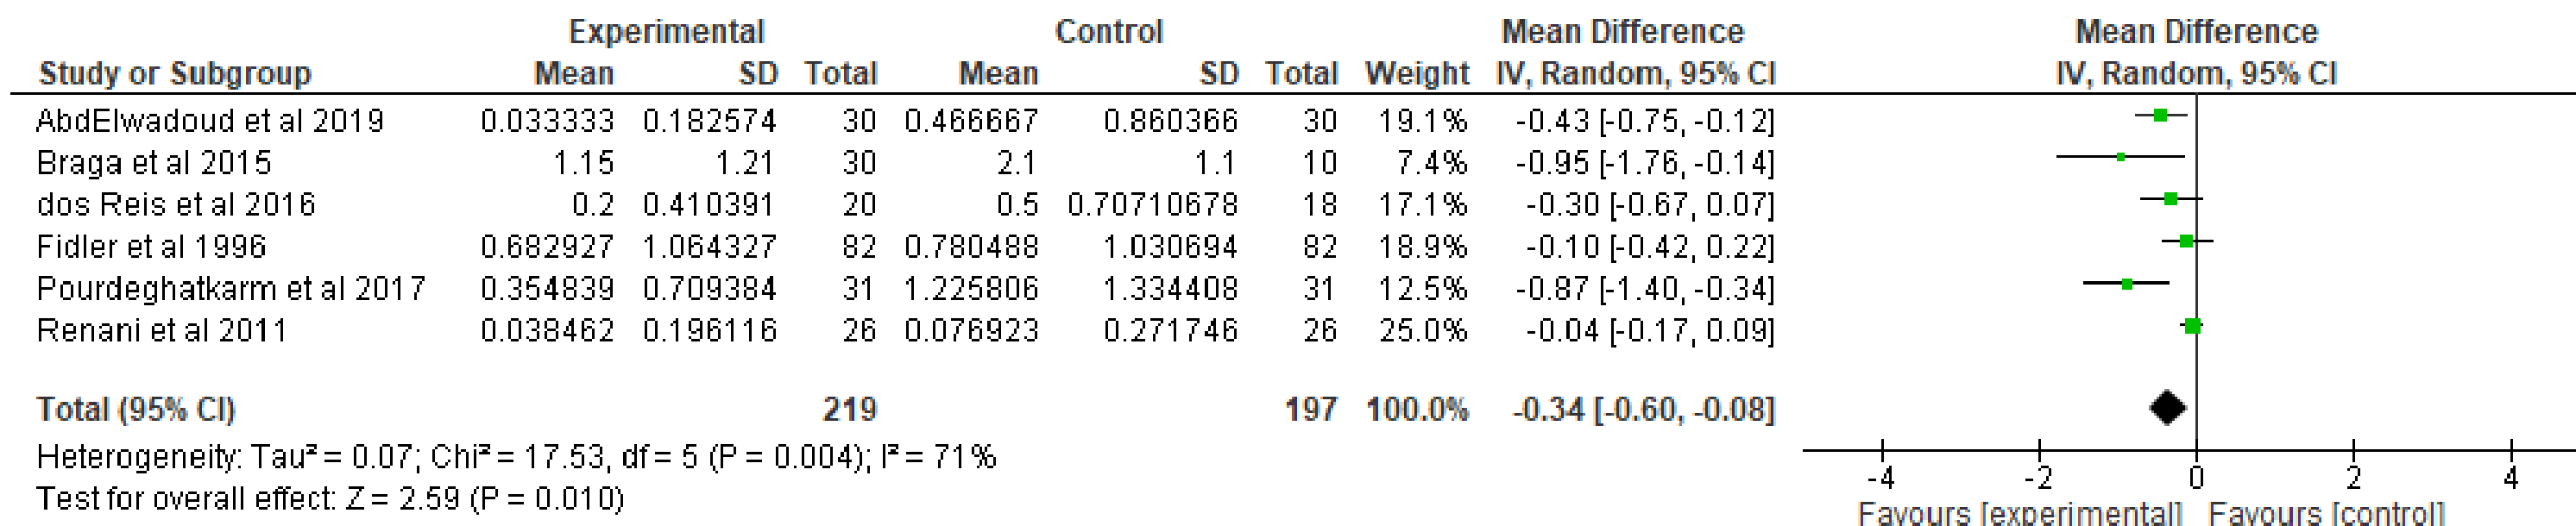 Experimental Control Mean Difference Mean Difference
Study or Subgroup Mean SD Total Mean SD Total Weight IV, Random, 95% CI IV, Random, 95% CI
AbdElwadoud et al 2019 0.033333 0.182574 30 0.466667 0.860366 30 19.1% -0.43 [-0.75, -0.12]
Braga et al 2015 1.15 1.21 30 2.1 1.1 10 7.4% -0.95 [-1.76, -0.14]
dos Reis et al 2016 0.2 0.410391 20 0.5 0.70710678 18 17.1% -0.30 [-0.67, 0.07]
Fidler et al 1996 0.682927 1.064327 82 0.780488 1.030694 82 18.9% -0.10 [-0.42, 0.22]
Pourdeghatkarm et al 2017 0.354839 0.709384 31 1.225806 1.334408 31 12.5% -0.87 [-1.40, -0.34]
Renani et al 2011 0.038462 0.196116 26 0.076923 0.271746 26 25.0% -0.04 [-0.17, 0.09]
Total (95% CI) 219 197 100.0% -0.34 [-0.60, -0.08]
Heterogeneity: Tau² = 0.07; Chi² = 17.53, df = 5 (P = 0.004); I² = 71%
Test for overall effect: Z = 2.59 (P = 0.010)
-4 -2 0 2 4
Favours [experimental] Favours [control]